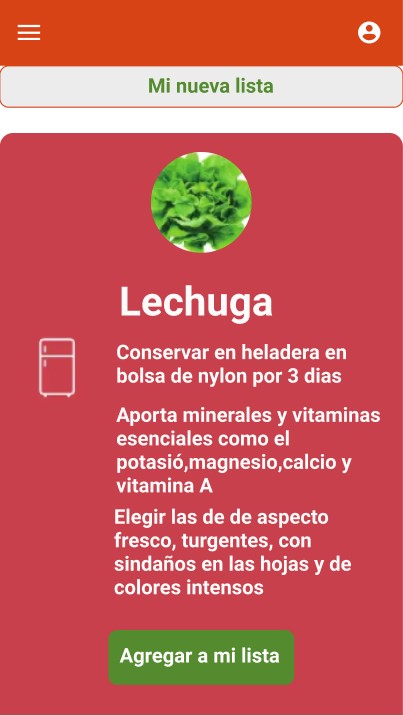 Mi nueva lista
Lechuga
Conservar en heladera en
bolsa de nylon por 3 dias
Aporta minerales y vitaminas
esenciales como el
potasió,magnesio,calcio y
vitamina A
Elegir las de de aspecto
fresco, turgentes, con
sindaños en las hojas y de
colores intensos
Agregar a mi lista